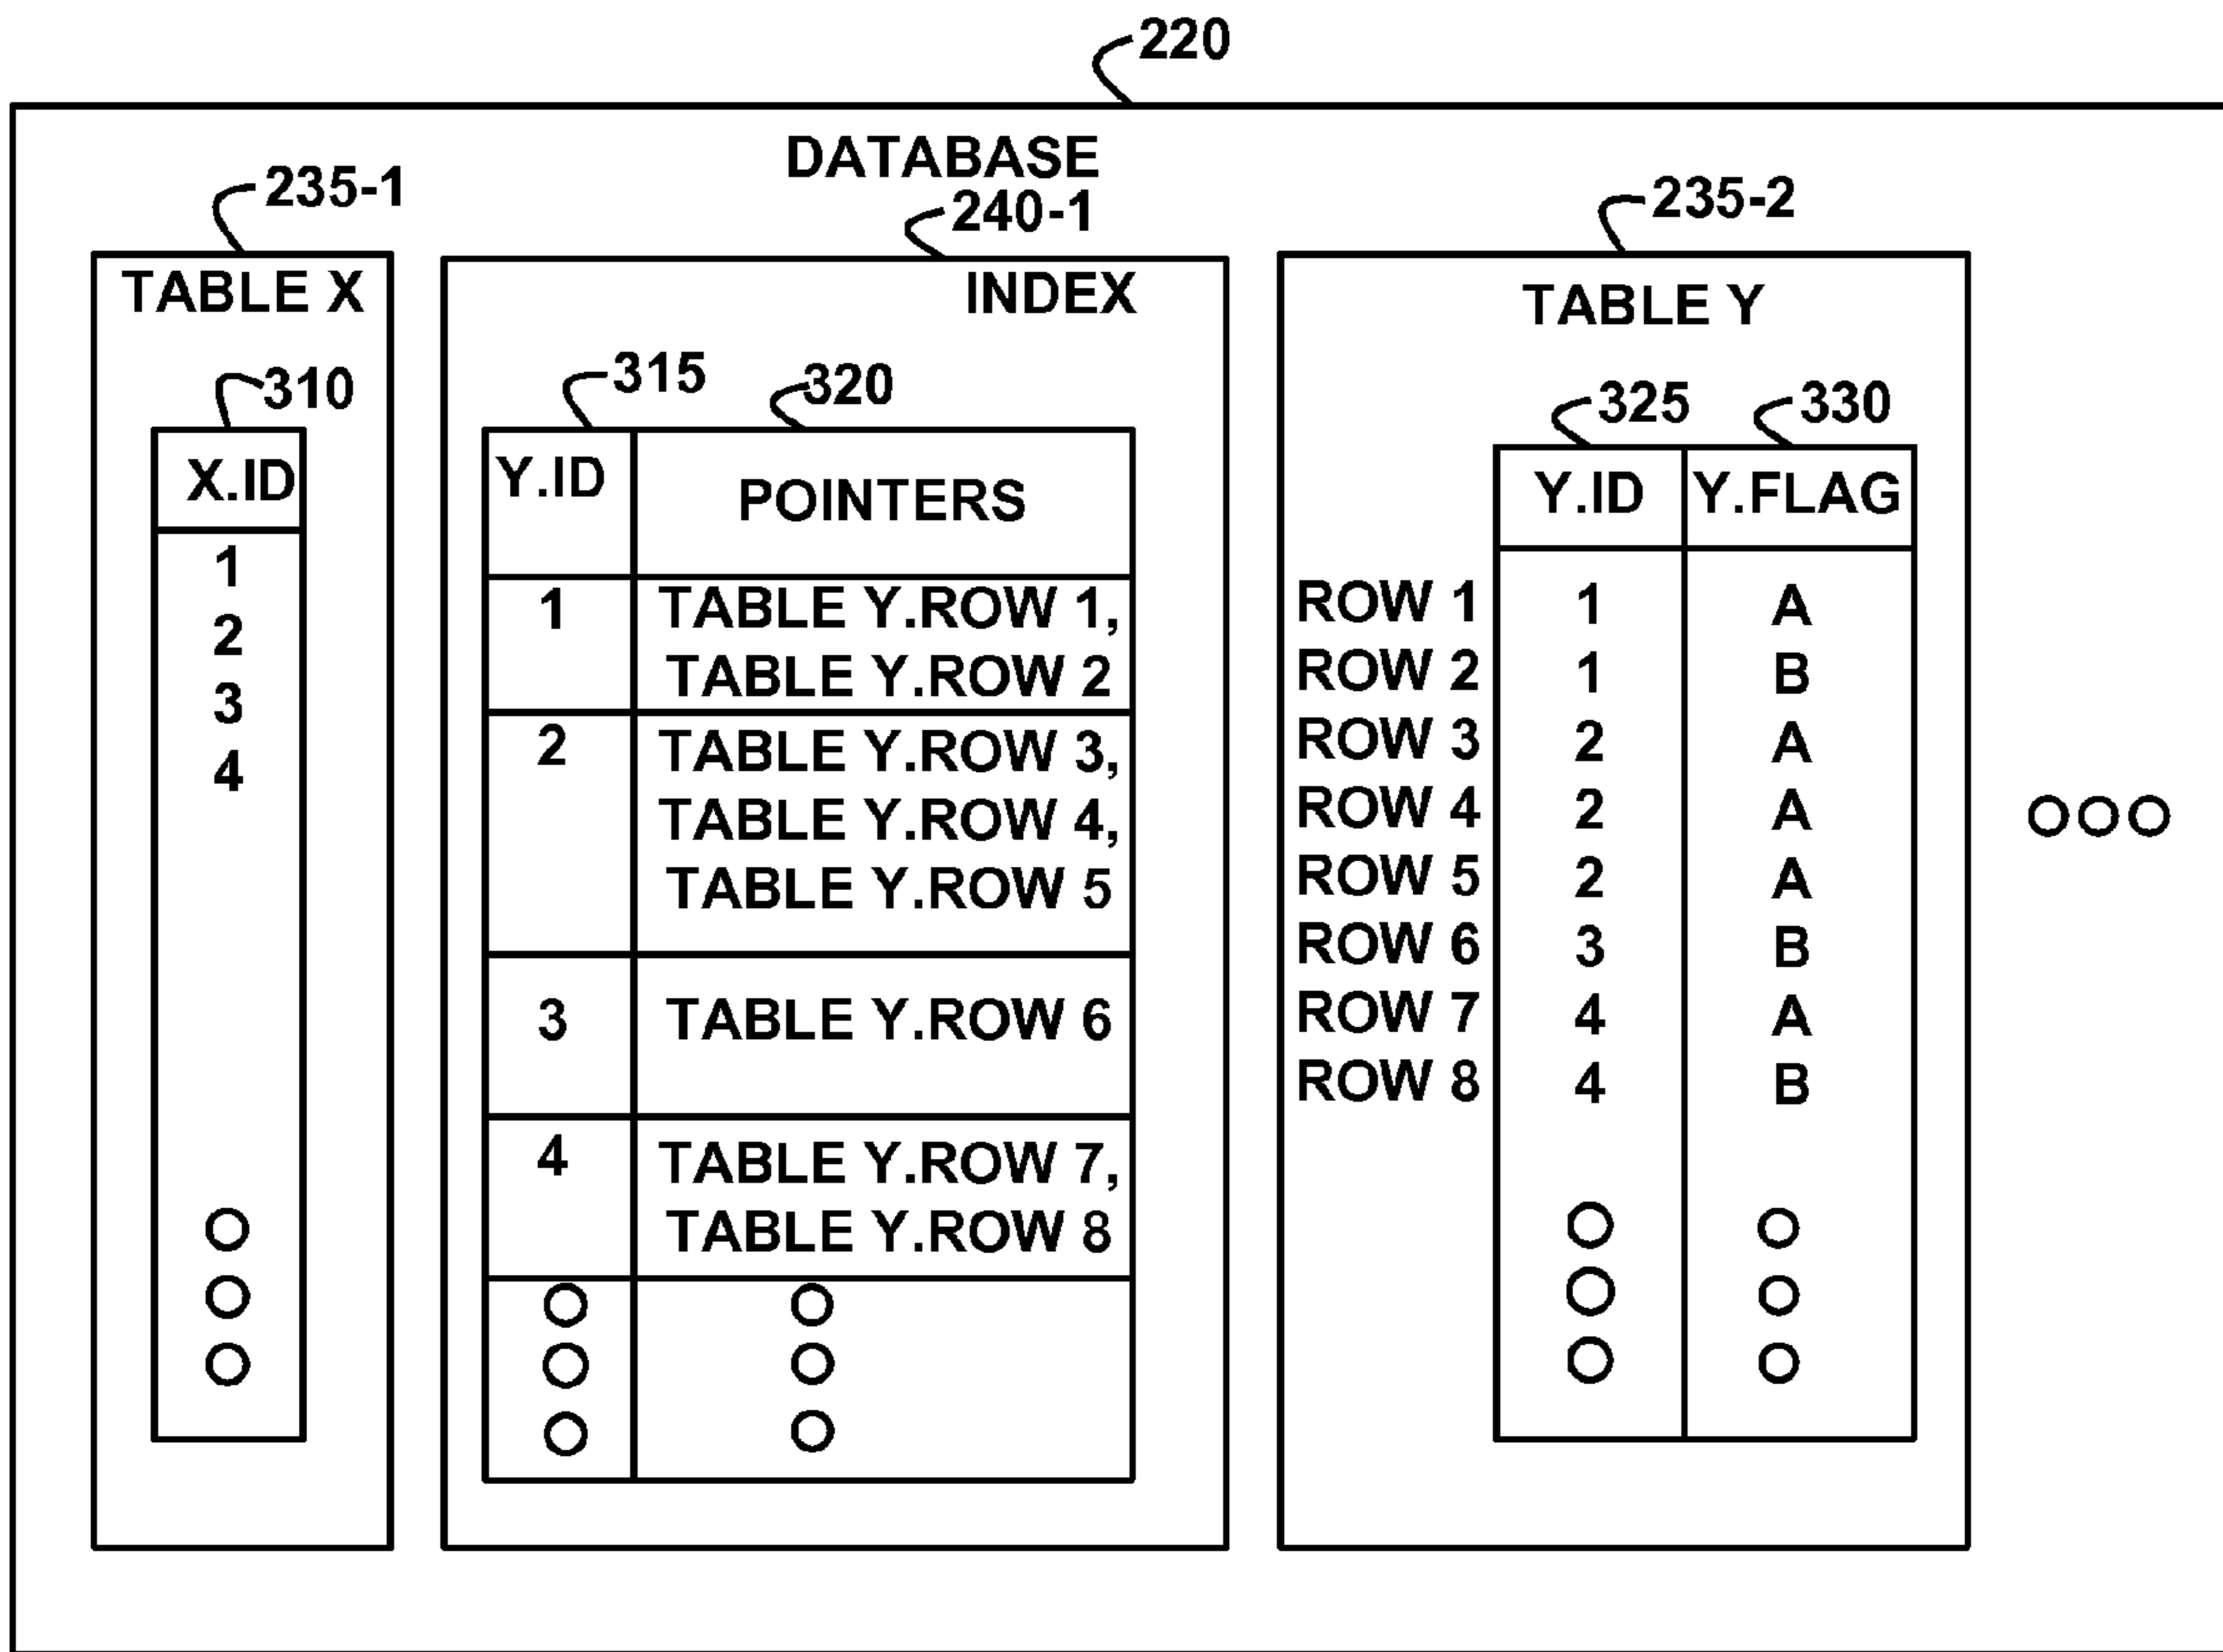 220
DATABASE
235-1
240-1
235-2
TABLE X
INDEX
TABLE Y
310
315
320
325
330
X.ID
Y.ID
POINTERS
Y.ID Y.FLAG
1
2
3
4
1 TABLE Y.ROW 1,
TABLE Y.ROW 2
2 TABLE Y.ROW 3,
TABLE Y.ROW 4,
TABLE Y.ROW 5
3 TABLE Y.ROW 6
4 TABLE Y.ROW 7,
TABLE Y.ROW 8
ROW 1 1 A
ROW 2 1 B
ROW 3 2 A
ROW 4 2 A
ROW 5 2 A
ROW 6 3 B
ROW 7 4 A
ROW 8 4 B